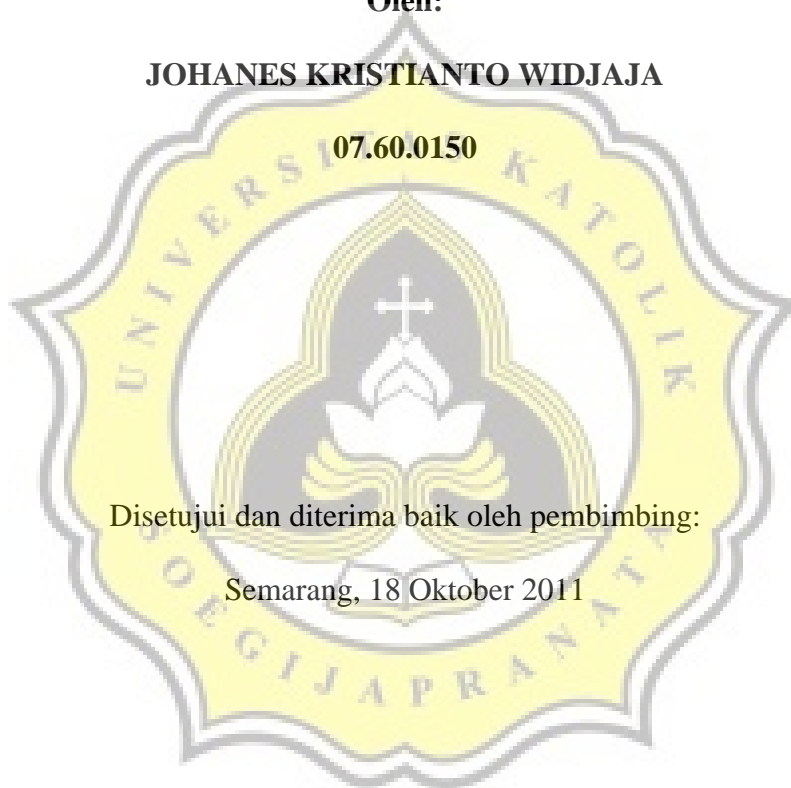 Oleh:
JOHANES KRISTIANTO WIDJAJA
07.60.0150
UNIVERSITAS KATOLIK
SOEGIJAPRANATA
Disetujui dan diterima baik oleh pembimbing:
Semarang, 18 Oktober 2011